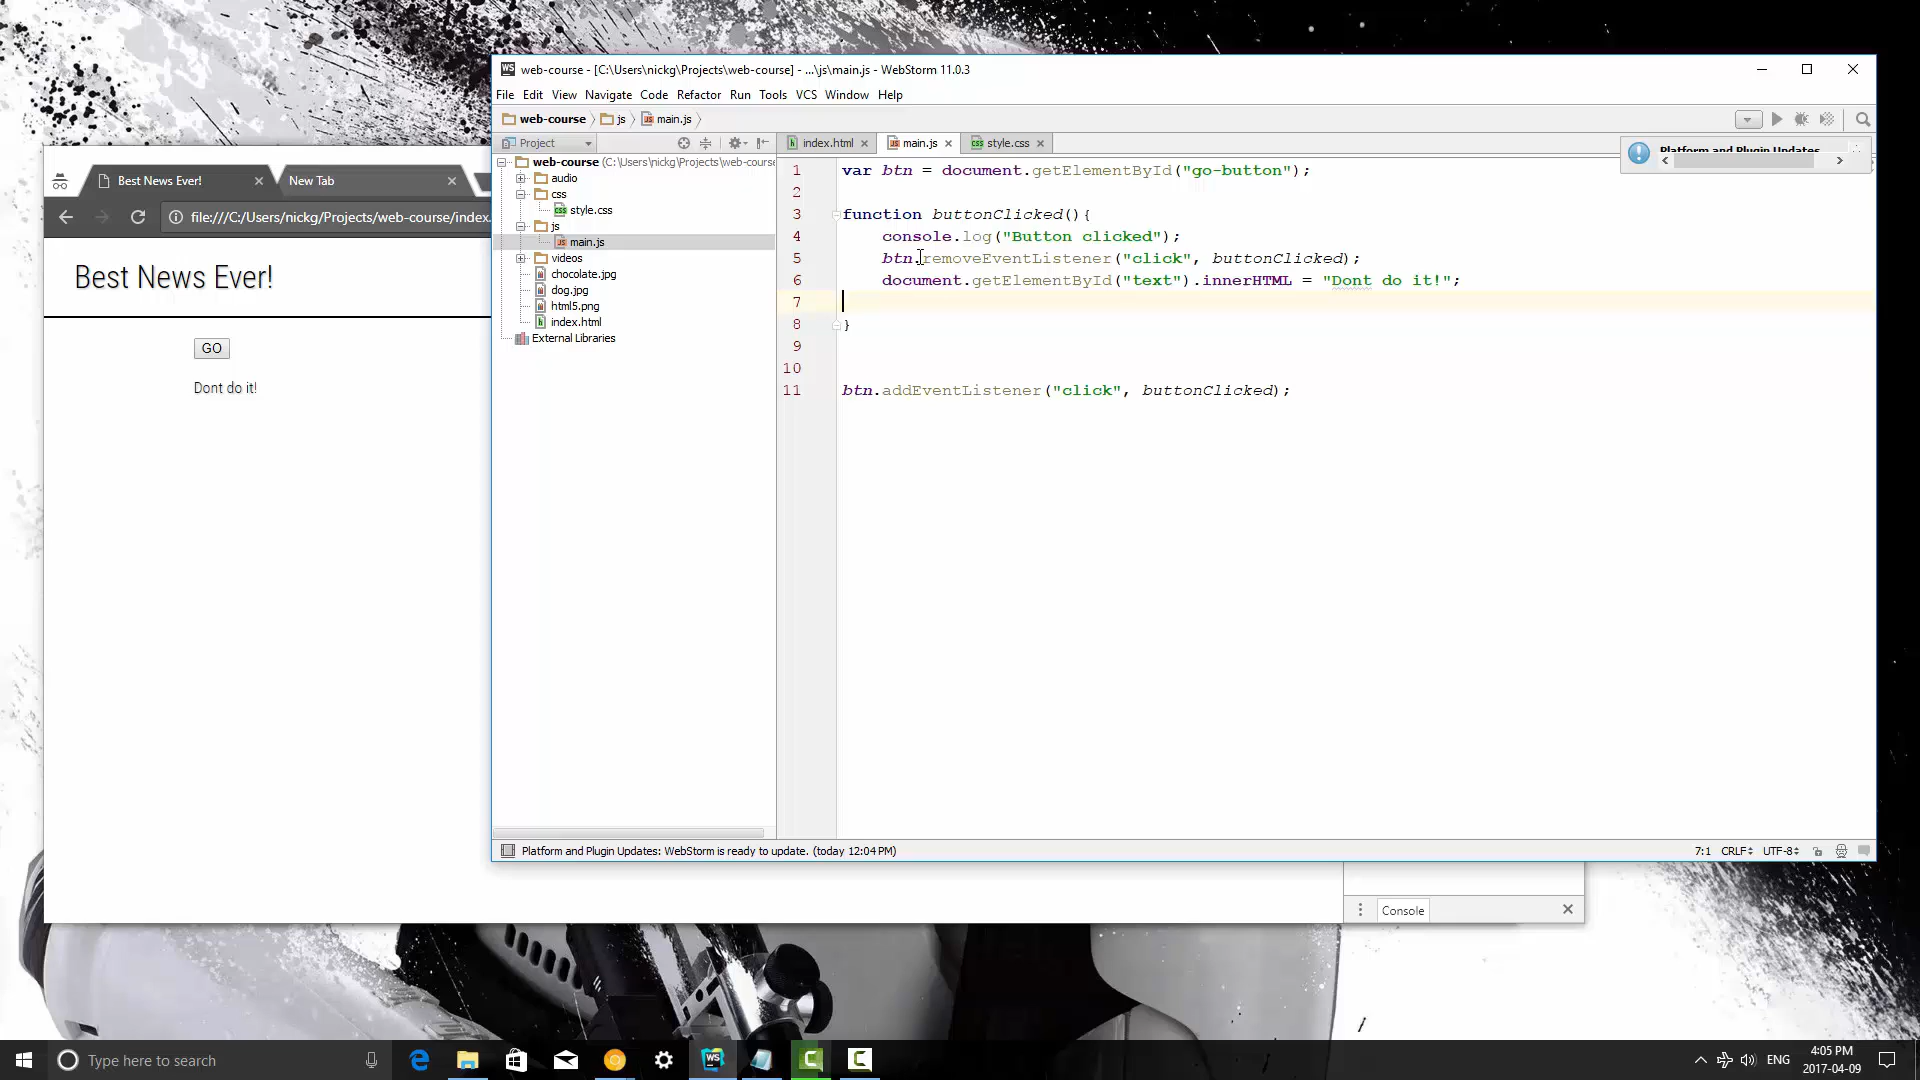 web-course - [C:\Users\nickg\Projects\web-course] - ...\js\main.js - WebStorm 11.0.3
File Edit View Navigate Code Refactor Run Tools VCS Window Help
web-course js main.js
Project
index.html main.js style.css
Platform and Plugin Updates
web-course (C:\Users\nickg\Projects\web-course
audio
css
style.css
js
main.js
videos
chocolate.jpg
dog.jpg
html5.png
index.html
External Libraries
1 var btn = document.getElementById("go-button");
2
3 function buttonClicked(){
4 console.log("Button clicked");
5 btn.removeEventListener("click", buttonClicked);
6 document.getElementById("text").innerHTML = "Dont do it!";
7
8 }
9
10
11 btn.addEventListener("click", buttonClicked);
Platform and Plugin Updates: WebStorm is ready to update. (today 12:04 PM)
7:1 CRLF UTF-8
Best News Ever! New Tab
file:///C:/Users/nickg/Projects/web-course/index.
Best News Ever!
GO
Dont do it!
Console
Type here to search
ENG
4:05 PM
2017-04-09